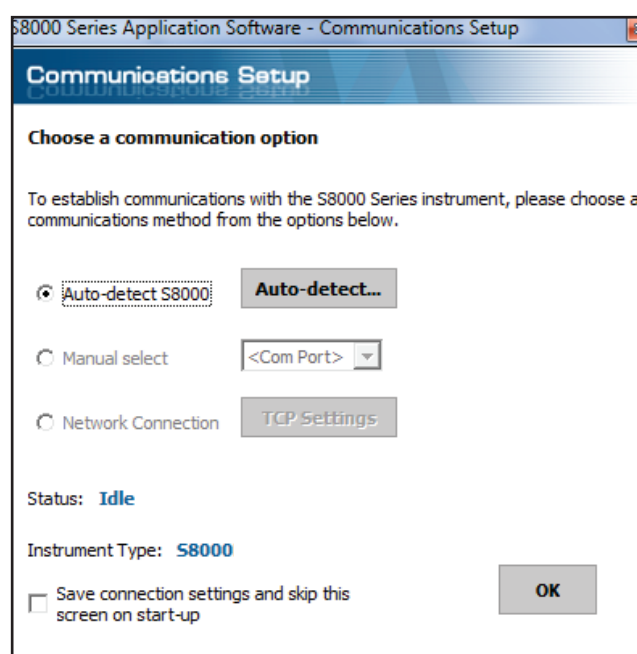 S8000 Series Application Software - Communications Setup
Communications Setup
Choose a communication option
To establish communications with the S8000 Series instrument, please choose a
communications method from the options below.
Auto-detect S8000
Auto-detect...
Manual select
<Com Port>
Network Connection
TCP Settings
Status: Idle
Instrument Type: S8000
Save connection settings and skip this
screen on start-up
OK